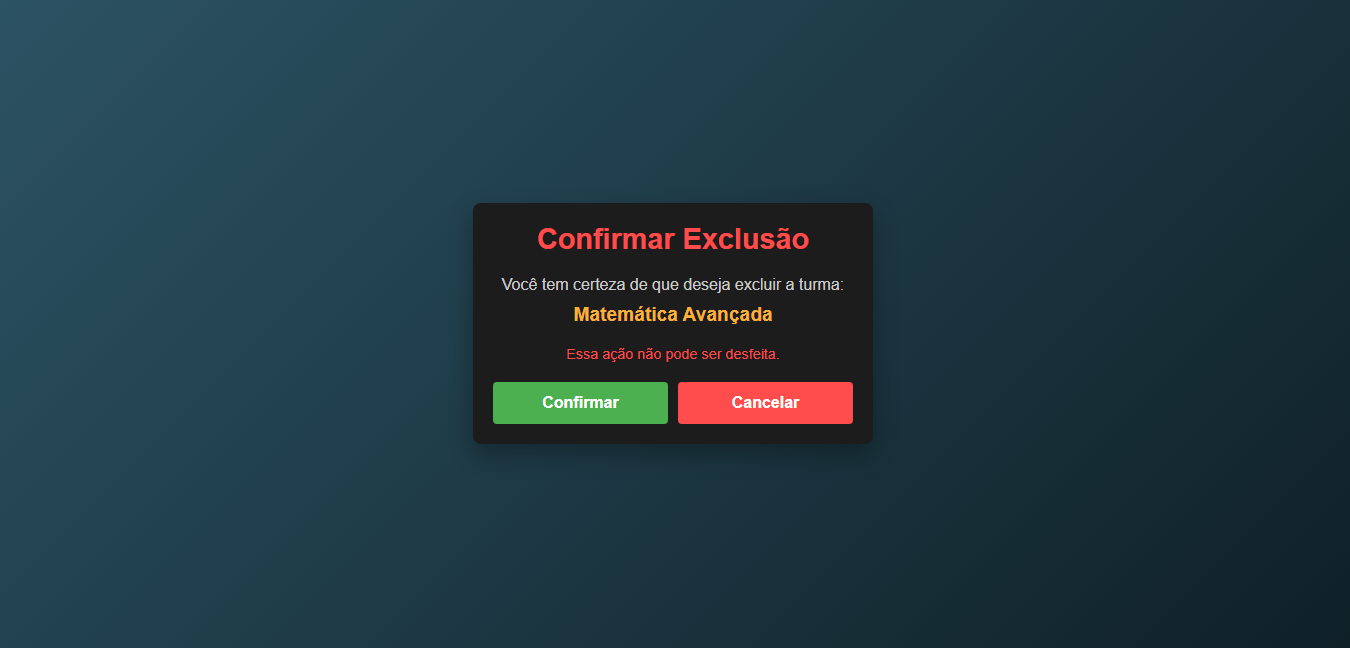 Confirmar Exclusão
Você tem certeza de que deseja excluir a turma:
Matemática Avançada
Essa ação não pode ser desfeita.
Confirmar
Cancelar